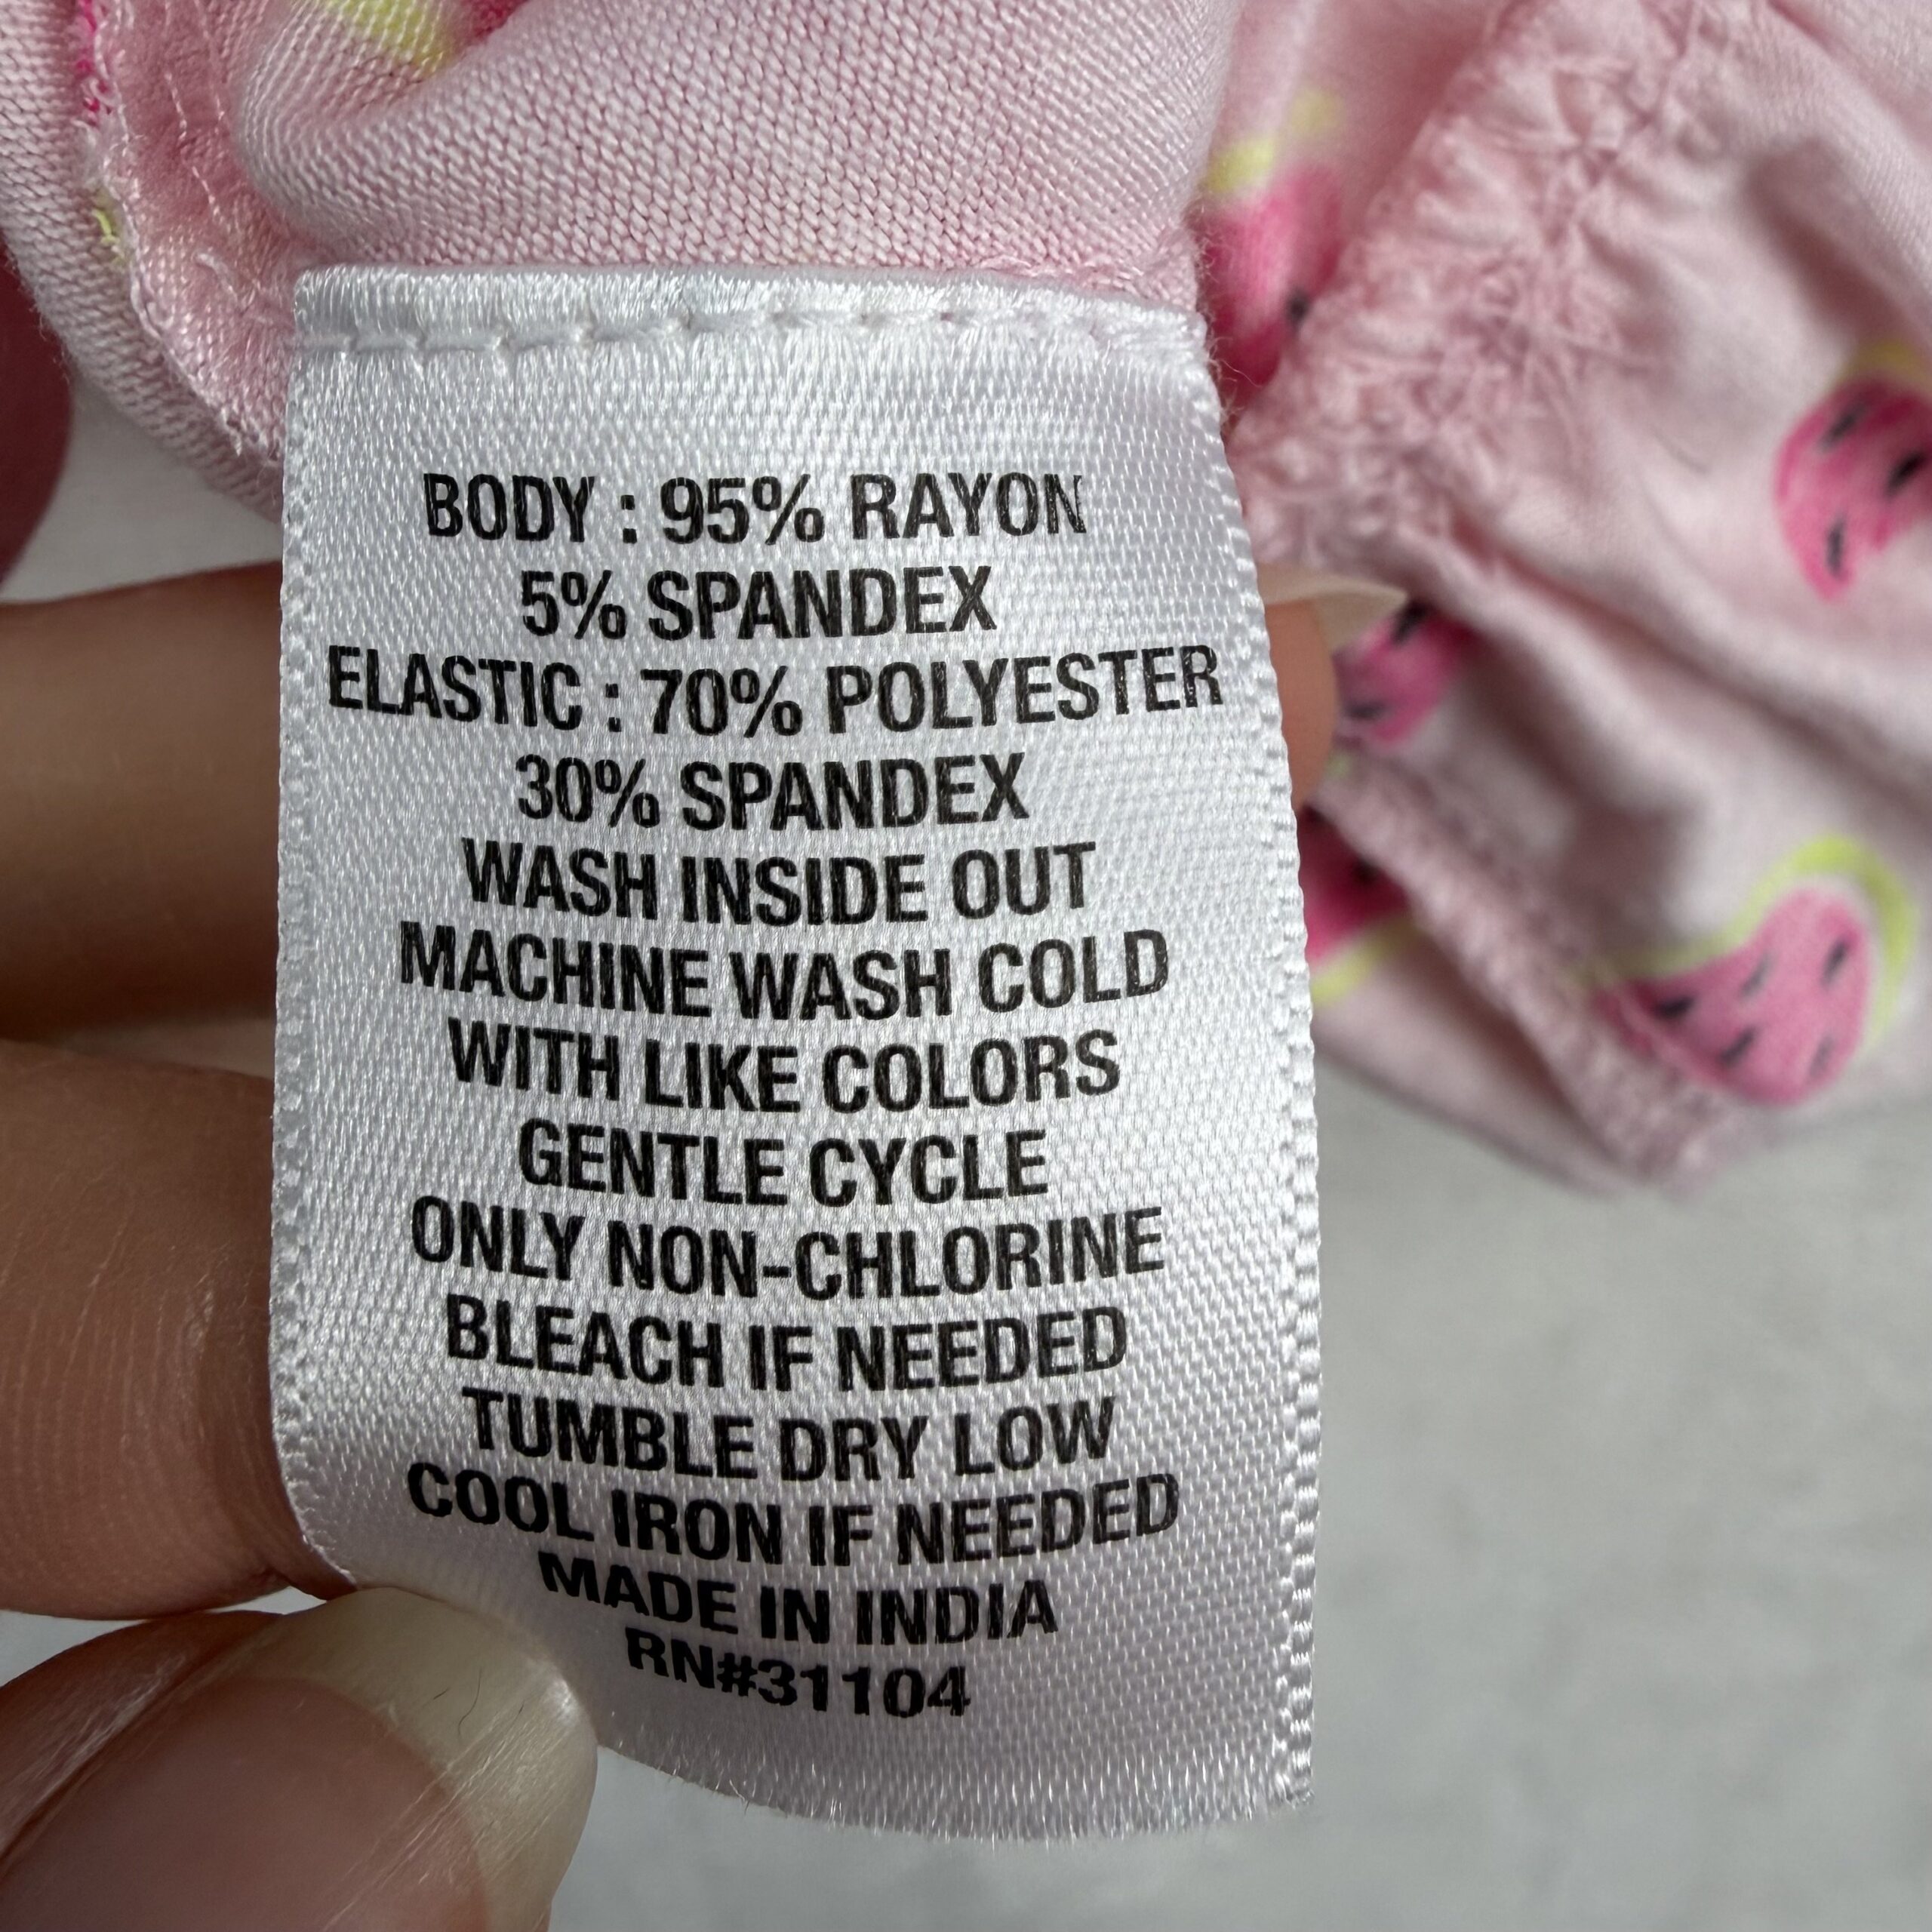 BODY : 95% RAYON
5% SPANDEX
ELASTIC : 70% POLYESTER
30% SPANDEX
WASH INSIDE OUT
MACHINE WASH COLD
WITH LIKE COLORS
GENTLE CYCLE
ONLY NON-CHLORINE
BLEACH IF NEEDED
TUMBLE DRY LOW
COOL IRON IF NEEDED
MADE IN INDIA
RN#31104